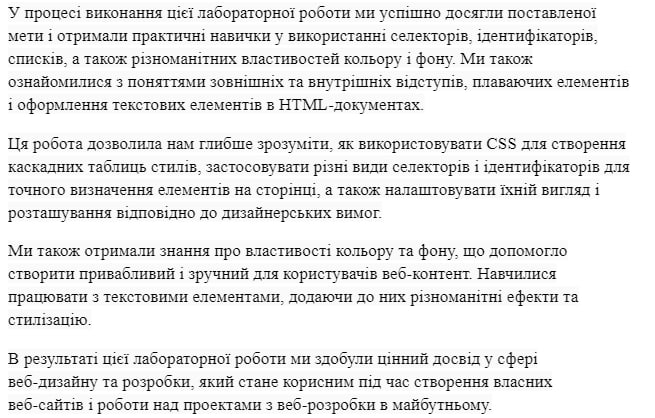 У процесі виконання цієї лабораторної роботи ми успішно досягли поставленої
мети і отримали практичні навички у використанні селекторів, ідентифікаторів,
списків, а також різноманітних властивостей кольору і фону. Ми також
ознайомилися з поняттями зовнішніх та внутрішніх відступів, плаваючих елементів
і оформлення текстових елементів в HTML-документах.
Ця робота дозволила нам глибше зрозуміти, як використовувати CSS для створення
каскадних таблиць стилів, застосовувати різні види селекторів і ідентифікаторів для
точного визначення елементів на сторінці, а також налаштовувати їхній вигляд і
розташування відповідно до дизайнерських вимог.
Ми також отримали знання про властивості кольору та фону, що допомогло
створити привабливий і зручний для користувачів веб-контент. Навчилися
працювати з текстовими елементами, додаючи до них різноманітні ефекти та
стилізацію.
В результаті цієї лабораторної роботи ми здобули цінний досвід у сфері
веб-дизайну та розробки, який стане корисним під час створення власних
веб-сайтів і роботи над проектами з веб-розробки в майбутньому.